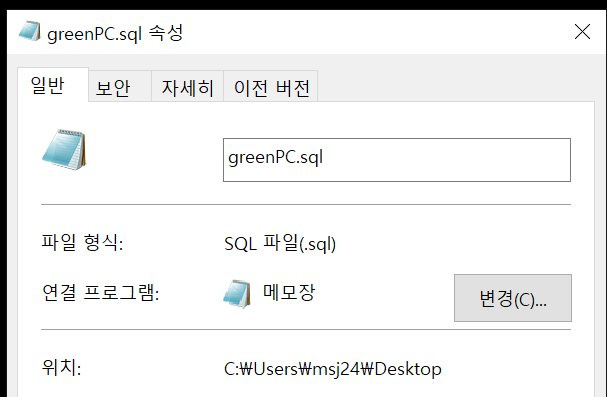 greenPC.sql 속성
일반 보안 자세히 이전 버전
greenPC.sql
파일 형식: SQL 파일(.sql)
연결 프로그램: 메모장 변경(C)...
위치: C:₩Users₩msj24₩Desktop